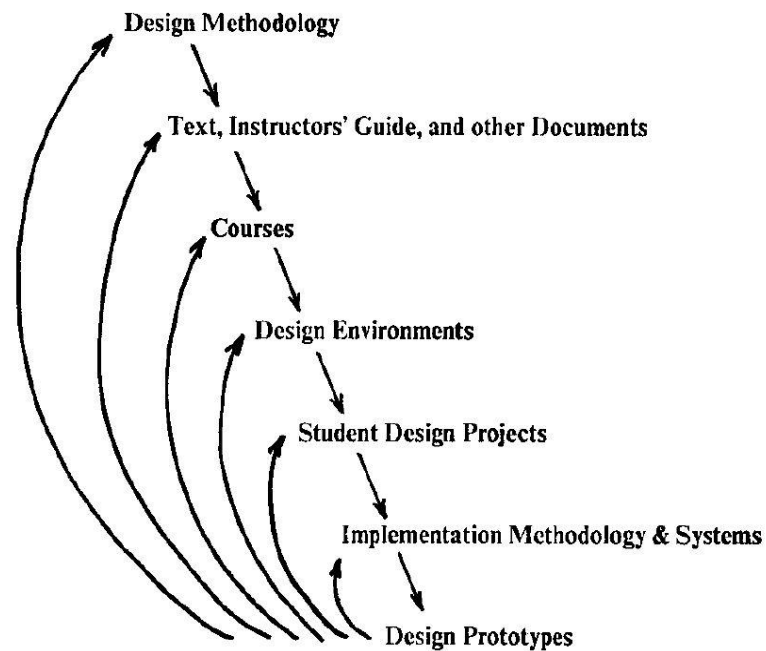 Design Methodology
Text, Instructors' Guide, and other Documents
Courses
Design Environments
Student Design Projects
Implementation Methodology & Systems
Design Prototypes